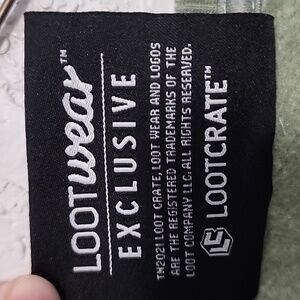 LOOTwear™
EXCLUSIVE
TM2021 LOOT CRATE, LOOT WEAR AND LOGOS
ARE THE REGISTERED TRADEMARKS OF THE
LOOT COMPANY LLC. ALL RIGHTS RESERVED.
LOOTCRATE™